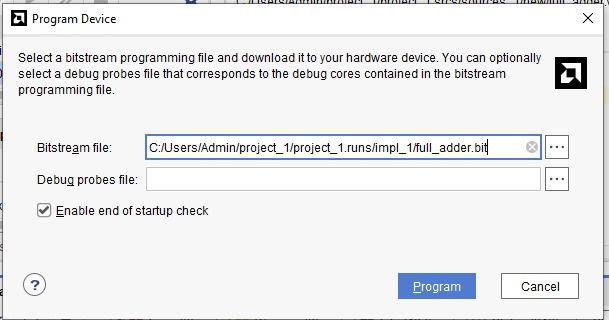 Program Device
Select a bitstream programming file and download it to your hardware device. You can optionally
select a debug probes file that corresponds to the debug cores contained in the bitstream
programming file.
Bitstream file:
C:/Users/Admin/project_1/project_1.runs/impl_1/full_adder.bit
...
Debug probes file:
...
Enable end of startup check
?
Program
Cancel